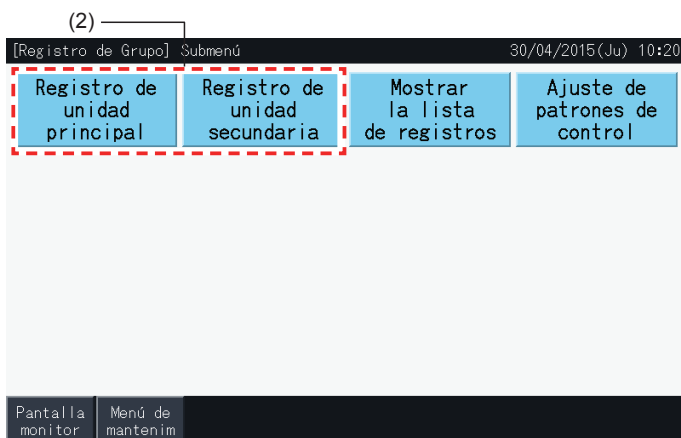 (2)
[Registro de Grupo] Submenú 30/04/2015(Ju) 10:20
Registro de
unidad
principal
Registro de
unidad
secundaria
Mostrar
la lista
de registros
Ajuste de
patrones de
control
Pantalla
monitor
Menú de
mantenim